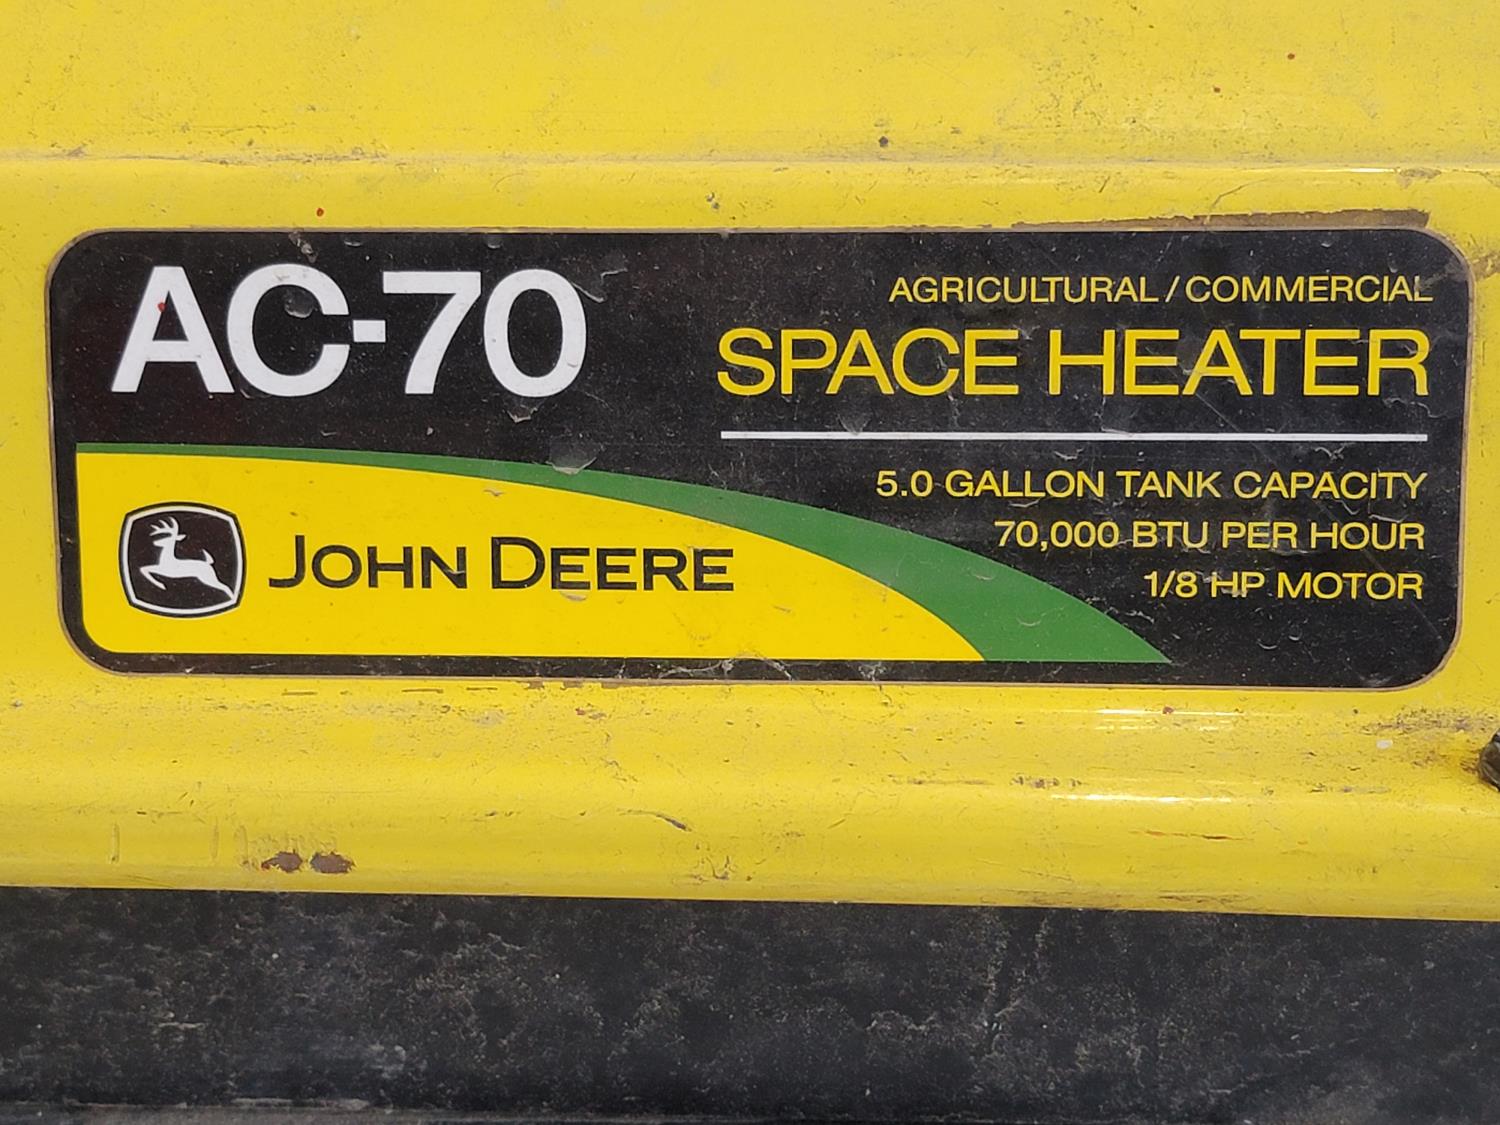 AC-70
AGRICULTURAL / COMMERCIAL
SPACE HEATER
5.0 GALLON TANK CAPACITY
70,000 BTU PER HOUR
1/8 HP MOTOR
JOHN DEERE